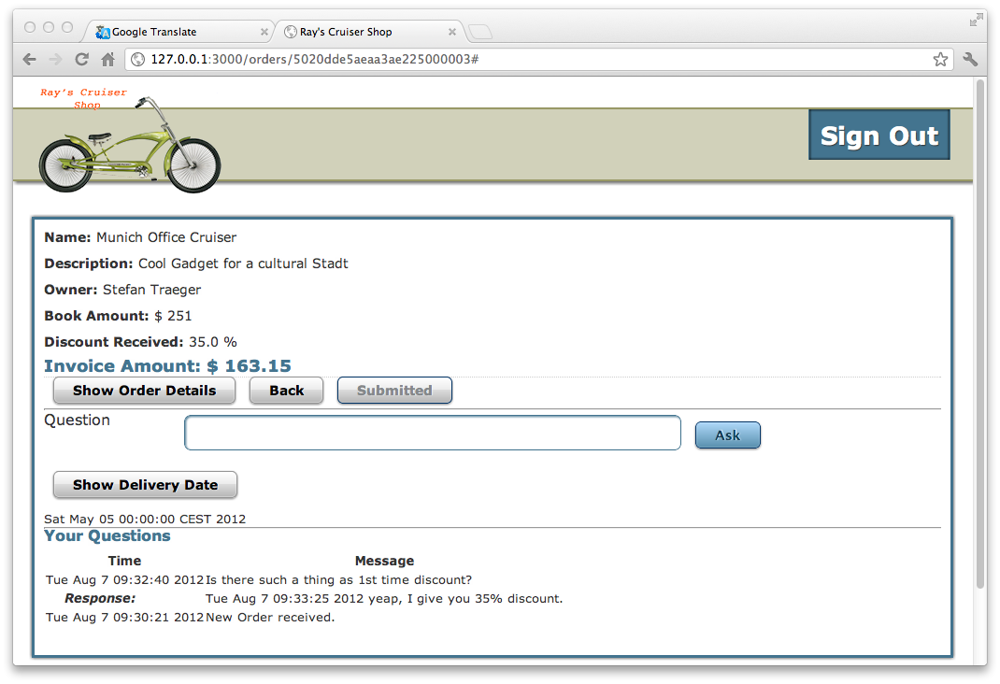 Google Translate
Ray's Cruiser Shop
127.0.0.1:3000/orders/5020dde5aeaa3ae225000003#
Ray's Cruiser
Shop
Sign Out
Name: Munich Office Cruiser
Description: Cool Gadget for a cultural Stadt
Owner: Stefan Traeger
Book Amount: $ 251
Discount Received: 35.0 %
Invoice Amount: $ 163.15
Show Order Details Back Submitted
Question Ask
Show Delivery Date
Sat May 05 00:00:00 CEST 2012
Your Questions
Time Message
Tue Aug 7 09:32:40 2012 Is there such a thing as 1st time discount?
Response: Tue Aug 7 09:33:25 2012 yeap, I give you 35% discount.
Tue Aug 7 09:30:21 2012 New Order received.